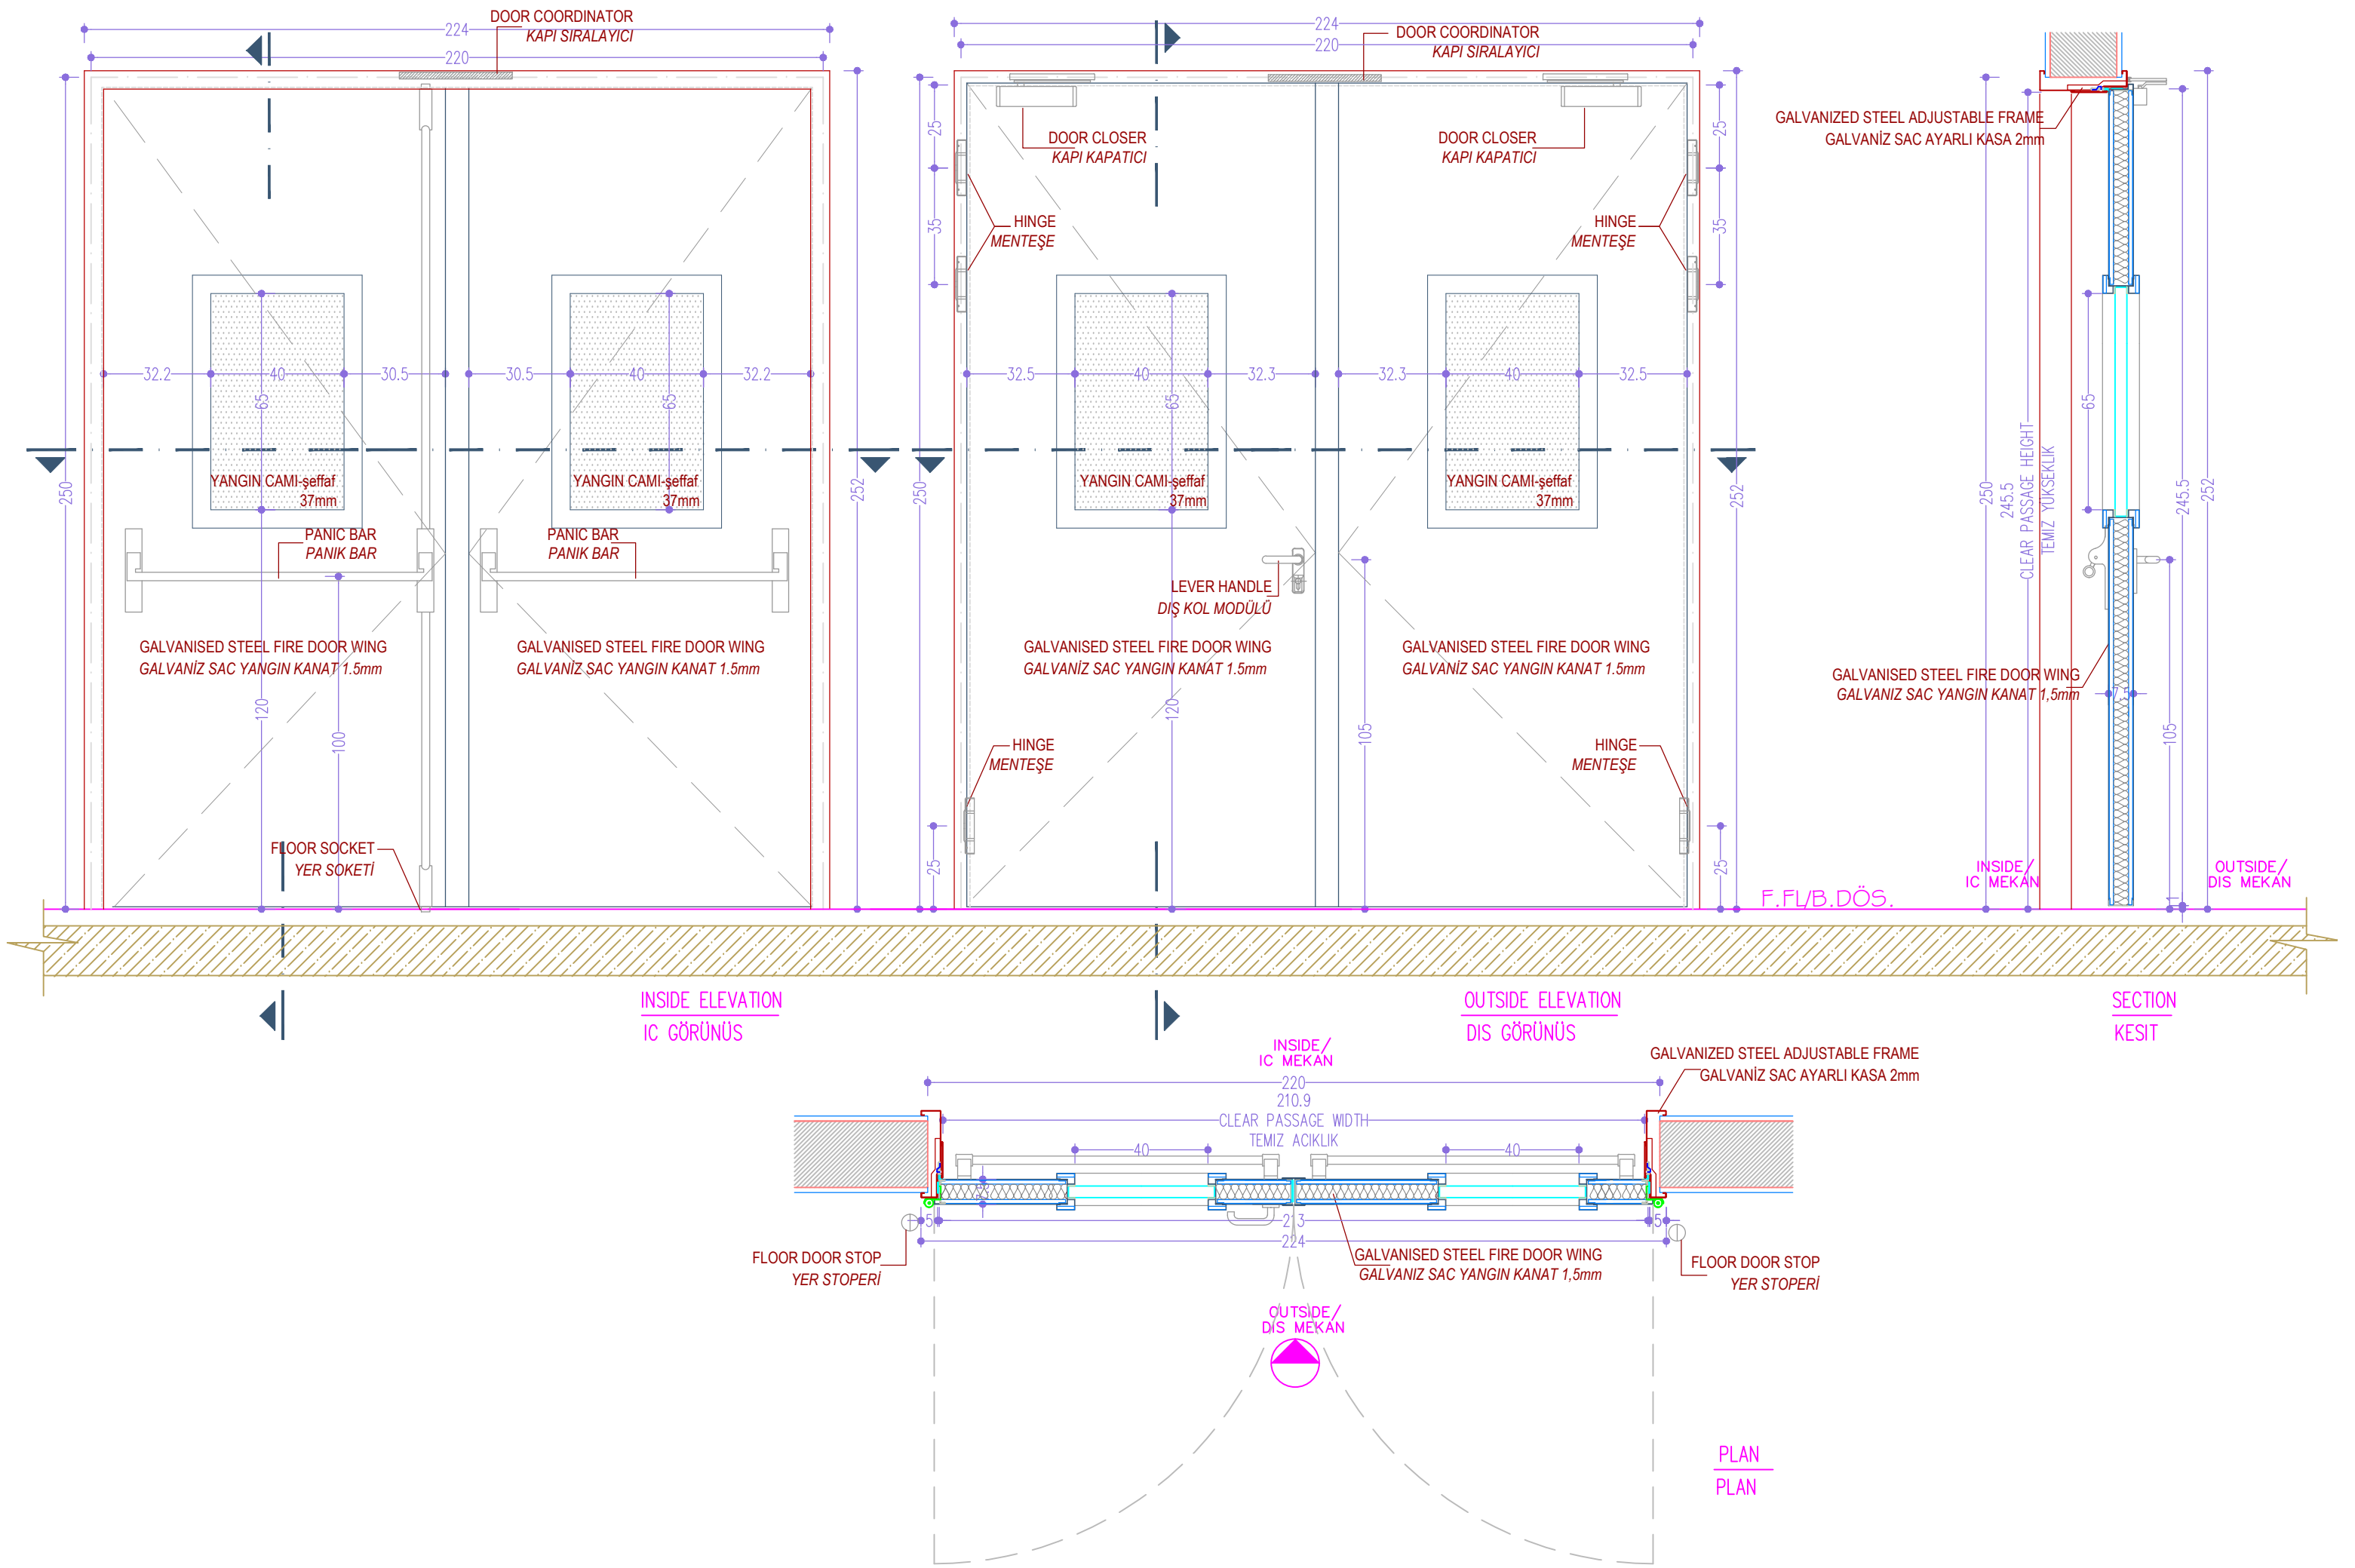 DOOR COORDINATOR
KAPI SIRALAYICI
224
220
250
252
32.2
40
30.5
30.5
40
32.2
65
65
YANGIN CAMI-şeffaf
37mm
YANGIN CAMI-şeffaf
37mm
PANIC BAR
PANIK BAR
PANIC BAR
PANIK BAR
GALVANISED STEEL FIRE DOOR WING
GALVANİZ SAC YANGIN KANAT 1.5mm
GALVANISED STEEL FIRE DOOR WING
GALVANİZ SAC YANGIN KANAT 1.5mm
120
100
FLOOR SOCKET
YER SOKETİ
INSIDE ELEVATION
IC GÖRÜNÜS
224
220
DOOR COORDINATOR
KAPI SIRALAYICI
DOOR CLOSER
KAPI KAPATICI
DOOR CLOSER
KAPI KAPATICI
25
35
25
35
HINGE
MENTEŞE
HINGE
MENTEŞE
32.5
40
32.3
32.3
40
32.5
65
250
252
YANGIN CAMI-şeffaf
37mm
YANGIN CAMI-şeffaf
37mm
LEVER HANDLE
DIŞ KOL MODÜLÜ
GALVANISED STEEL FIRE DOOR WING
GALVANİZ SAC YANGIN KANAT 1.5mm
GALVANISED STEEL FIRE DOOR WING
GALVANİZ SAC YANGIN KANAT 1.5mm
120
105
HINGE
MENTEŞE
HINGE
MENTEŞE
25
25
F.FL/B.DÖS.
OUTSIDE ELEVATION
DIS GÖRÜNÜS
GALVANIZED STEEL ADJUSTABLE FRAME
GALVANİZ SAC AYARLI KASA 2mm
250
245.5
CLEAR PASSAGE HEIGHT
TEMIZ YÜKSEKLIK
65
245.5
252
GALVANISED STEEL FIRE DOOR WING
GALVANIZ SAC YANGIN KANAT 1,5mm
7.5
105
1
INSIDE/
IC MEKAN
OUTSIDE/
DIS MEKAN
SECTION
KESIT
INSIDE/
IC MEKAN
GALVANIZED STEEL ADJUSTABLE FRAME
GALVANİZ SAC AYARLI KASA 2mm
220
210.9
CLEAR PASSAGE WIDTH
TEMIZ ACIKLIK
40
40
5
213
5
224
FLOOR DOOR STOP
YER STOPERİ
GALVANISED STEEL FIRE DOOR WING
GALVANIZ SAC YANGIN KANAT 1,5mm
FLOOR DOOR STOP
YER STOPERİ
OUTSIDE/
DIS MEKAN
PLAN
PLAN